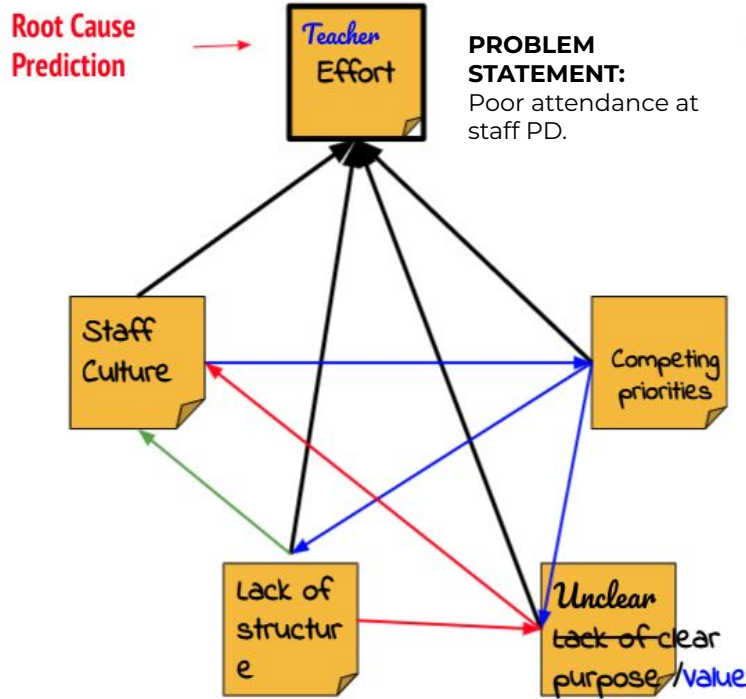 Root Cause
Prediction
Teacher
Effort
PROBLEM
STATEMENT:
Poor attendance at
staff PD.
Staff
Culture
Competing
priorities
Lack of
structur
e
Unclear
Lack of clear
purpose /value